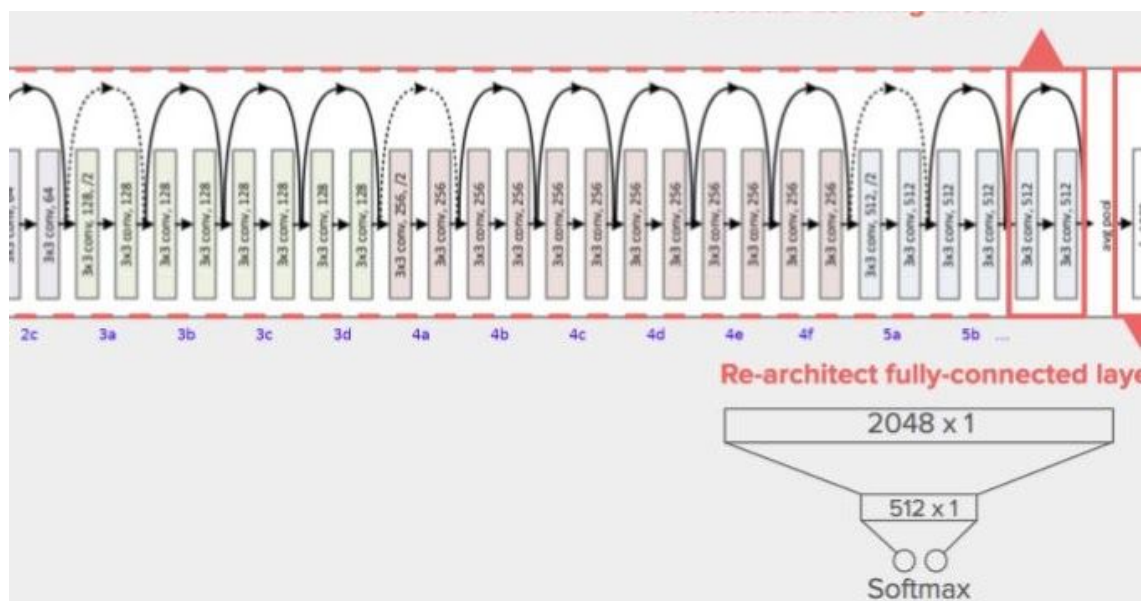 3x3 conv, 64
3x3 conv, 128, /2
3x3 conv, 128
3x3 conv, 128
3x3 conv, 128
3x3 conv, 128
3x3 conv, 128
3x3 conv, 128
3x3 conv, 128
3x3 conv, 256, /2
3x3 conv, 256
3x3 conv, 256
3x3 conv, 256
3x3 conv, 256
3x3 conv, 256
3x3 conv, 256
3x3 conv, 256
3x3 conv, 256
3x3 conv, 256
3x3 conv, 256
3x3 conv, 256
3x3 conv, 512, /2
3x3 conv, 512
3x3 conv, 512
3x3 conv, 512
3x3 conv, 512
3x3 conv, 512
avg pool
2c 3a 3b 3c 3d 4a 4b 4c 4d 4e 4f 5a 5b ...
Re-architect fully-connected laye
2048 x 1
512 x 1
Softmax